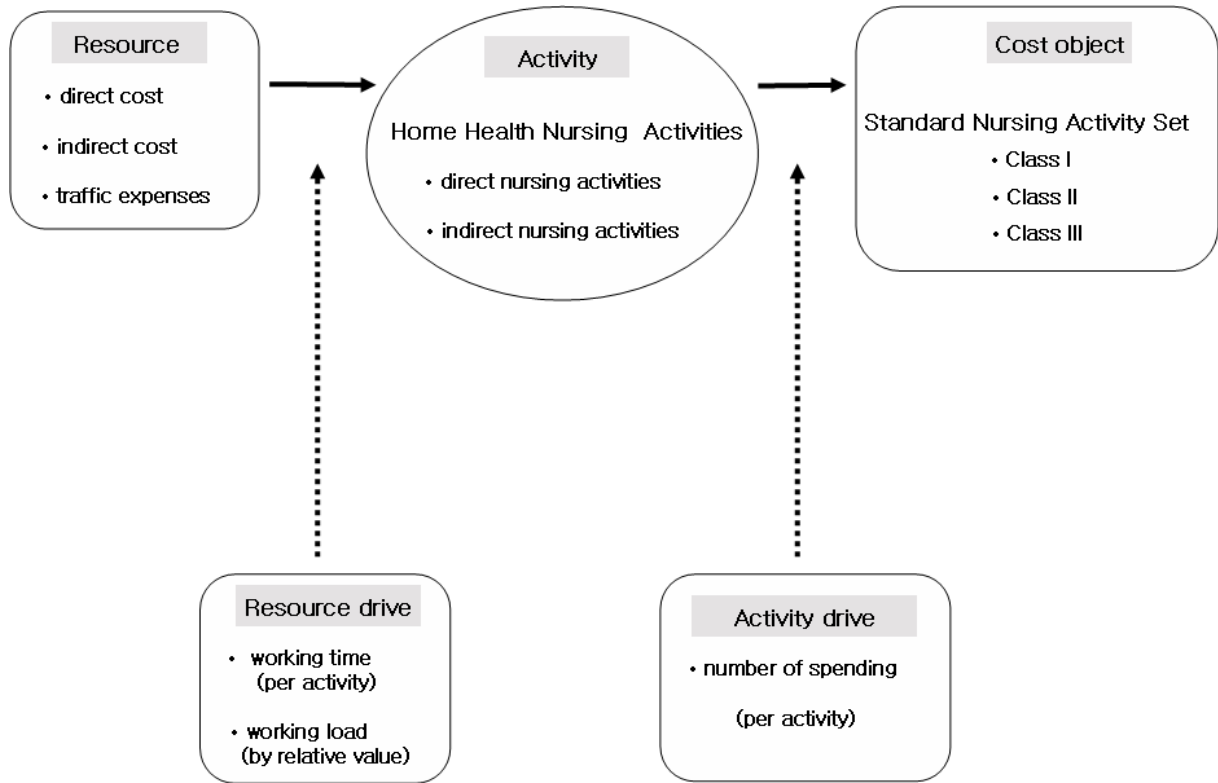 Resource
• direct cost
• indirect cost
• traffic expenses
Activity
Home Health Nursing Activities
• direct nursing activities
• indirect nursing activities
Cost object
Standard Nursing Activity Set
• Class I
• Class II
• Class III
Resource drive
• working time
(per activity)
• working load
(by relative value)
Activity drive
• number of spending
(per activity)